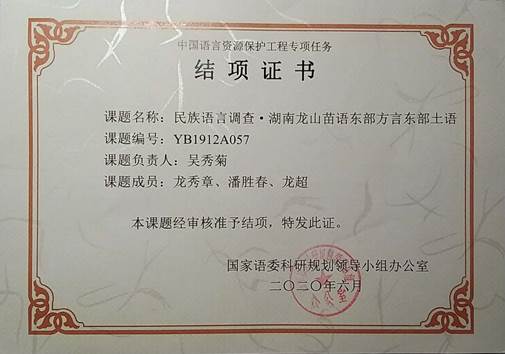 中国语言资源保护工程专项任务
结项证书
课题名称：民族语言调查·湖南龙山苗语东部方言东部土语
课题编号：YB1912A057
课题负责人：吴秀菊
课题成员：龙秀章、潘胜春、龙超
本课题经审核准予结项，特发此证。
国家语委科研规划领导小组办公室
二〇二〇年六月
办公室